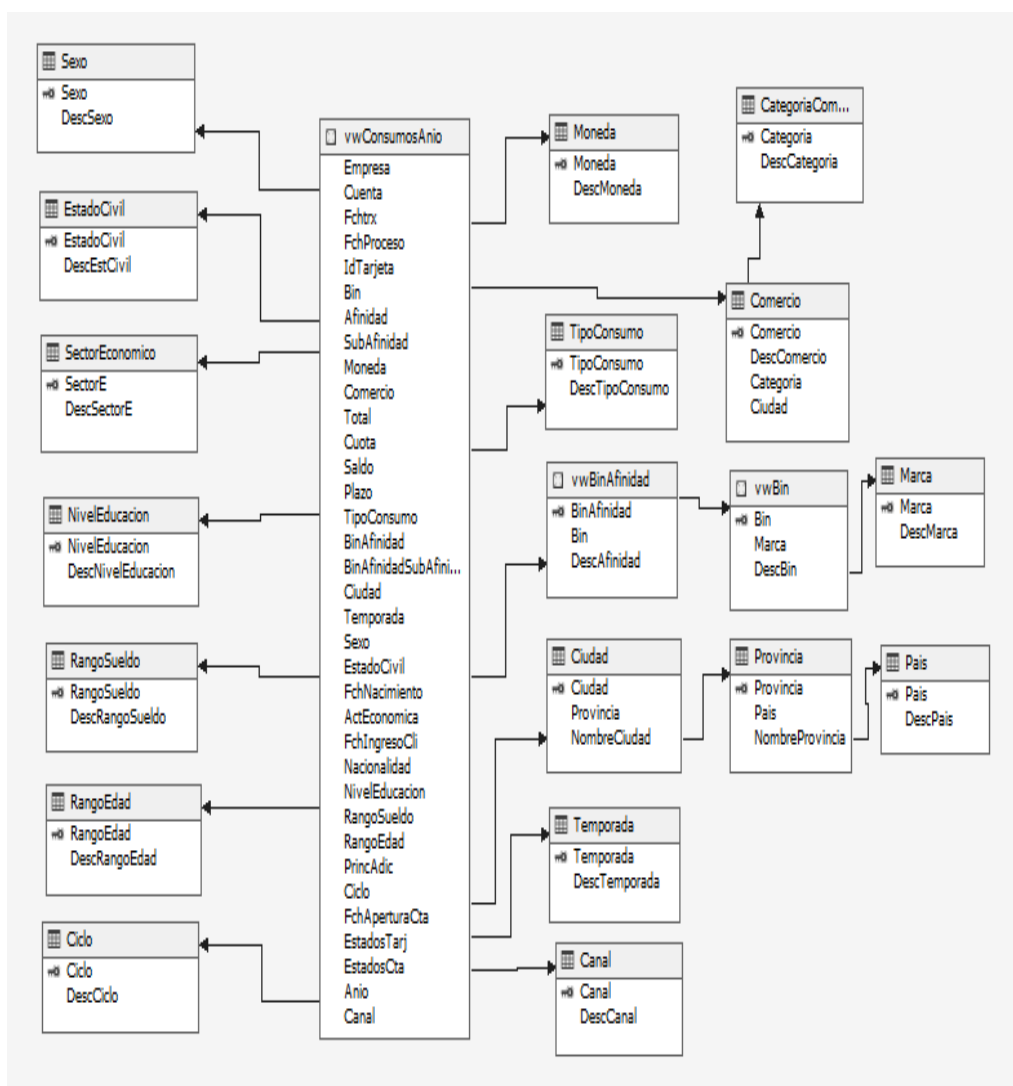 Sexo
Sexo
DescSexo
EstadoCivil
EstadoCivil
DescEstCivil
SectorEconomico
SectorE
DescSectorE
NivelEducacion
NivelEducacion
DescNivelEducacion
RangoSueldo
RangoSueldo
DescRangoSueldo
RangoEdad
RangoEdad
DescRangoEdad
Ciclo
Ciclo
DescCiclo
vwConsumosAnio
Empresa
Cuenta
Fchtrx
FchProceso
IdTarjeta
Bin
Afinidad
SubAfinidad
Moneda
Comercio
Total
Cuota
Saldo
Plazo
TipoConsumo
BinAfinidad
BinAfinidadSubAfini...
Ciudad
Temporada
Sexo
EstadoCivil
FchNacimiento
ActEconomica
FchIngresoCli
Nacionalidad
NivelEducacion
RangoSueldo
RangoEdad
PrincAdic
Ciclo
FchAperturaCta
EstadosTarj
EstadosCta
Anio
Canal
Moneda
Moneda
DescMoneda
CategoriaCom...
Categoria
DescCategoria
Comercio
Comercio
DescComercio
Categoria
Ciudad
TipoConsumo
TipoConsumo
DescTipoConsumo
vwBinAfinidad
BinAfinidad
Bin
DescAfinidad
vwBin
Bin
Marca
DescBin
Marca
Marca
DescMarca
Ciudad
Ciudad
Provincia
NombreCiudad
Provincia
Provincia
Pais
NombreProvincia
Pais
Pais
DescPais
Temporada
Temporada
DescTemporada
Canal
Canal
DescCanal